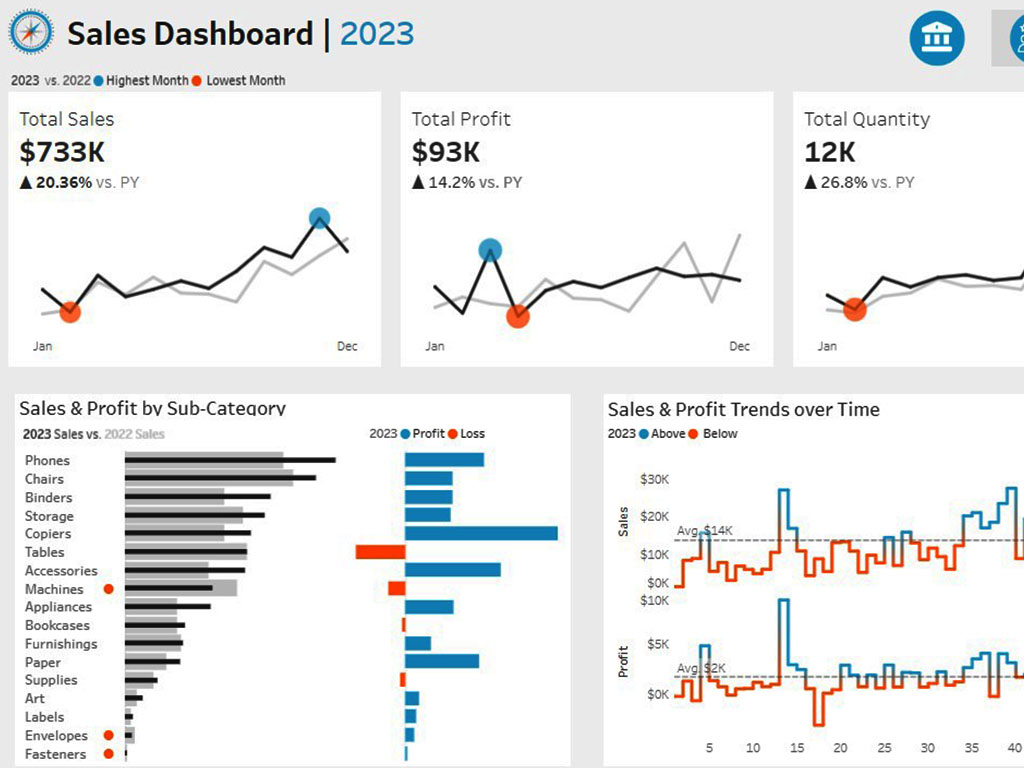 Sales Dashboard | 2023
2023 vs. 2022 Highest Month Lowest Month
Total Sales
$733K
▲ 20.36% vs. PY
Jan Dec
Total Profit
$93K
▲ 14.2% vs. PY
Jan Dec
Total Quantity
12K
▲ 26.8% vs. PY
Jan
Sales & Profit by Sub-Category
2023 Sales vs. 2022 Sales
2023 Profit Loss
Phones
Chairs
Binders
Storage
Copiers
Tables
Accessories
Machines
Appliances
Bookcases
Furnishings
Paper
Supplies
Art
Labels
Envelopes
Fasteners
Sales & Profit Trends over Time
2023 Above Below
Sales
$30K
$20K
Avg. $14K
$10K
$0K
Profit
$10K
$5K
Avg. $2K
$0K
5 10 15 20 25 30 35 40